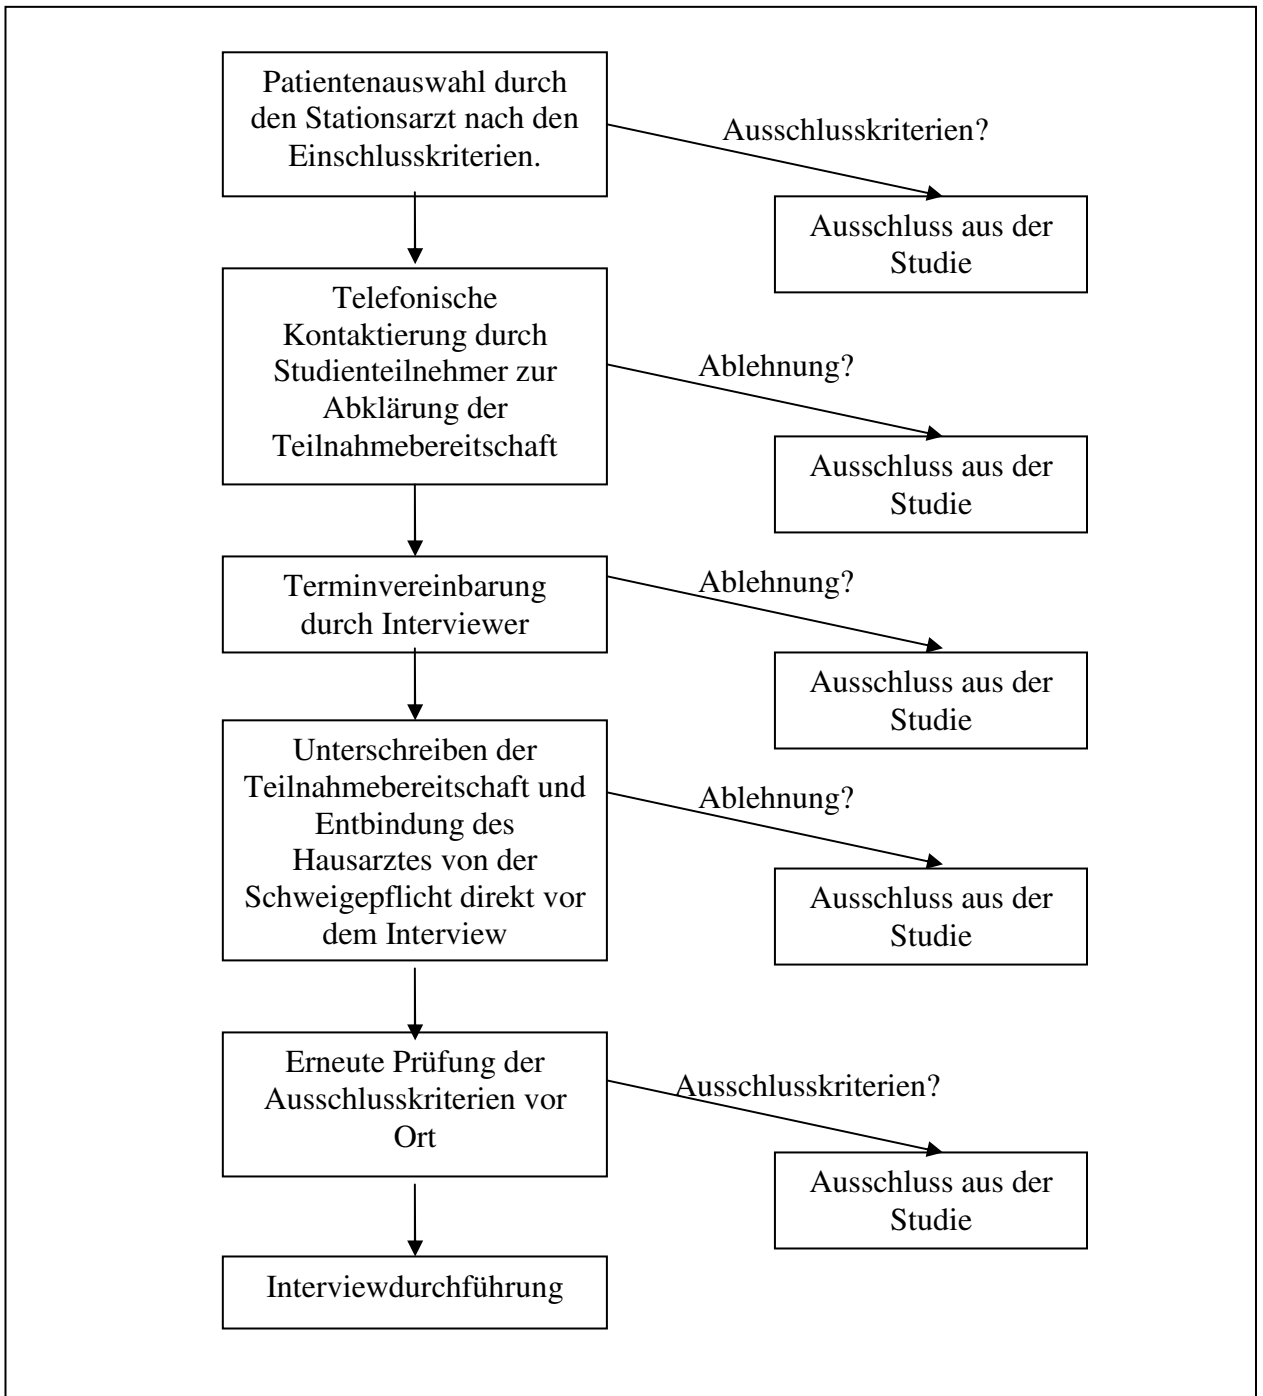 Patientenauswahl durch
den Stationsarzt nach den
Einschlusskriterien.
Ausschlusskriterien?
Ausschluss aus der
Studie
Telefonische
Kontaktierung durch
Studienteilnehmer zur
Abklärung der
Teilnahmebereitschaft
Ablehnung?
Ausschluss aus der
Studie
Terminvereinbarung
durch Interviewer
Ablehnung?
Ausschluss aus der
Studie
Unterschreiben der
Teilnahmebereitschaft und
Entbindung des
Hausarztes von der
Schweigepflicht direkt vor
dem Interview
Ablehnung?
Ausschluss aus der
Studie
Erneute Prüfung der
Ausschlusskriterien vor
Ort
Ausschlusskriterien?
Ausschluss aus der
Studie
Interviewdurchführung